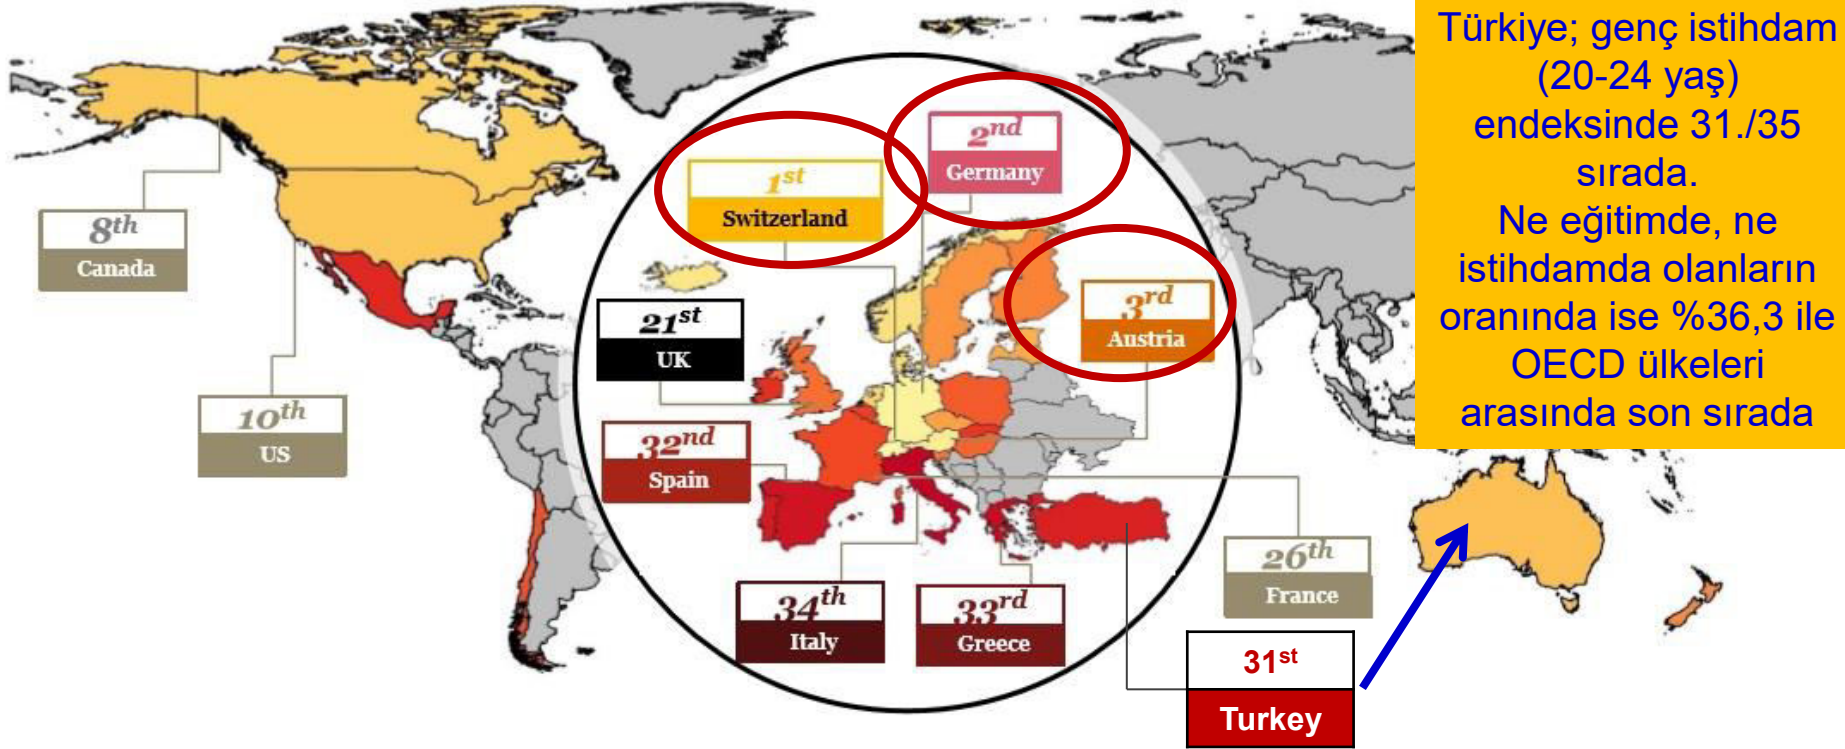 Türkiye; genç istihdam
(20-24 yaş)
endeksinde 31./35
sırada.
Ne eğitimde, ne
istihdamda olanların
oranında ise %36,3 ile
OECD ülkeleri
arasında son sırada
2nd
Germany
1st
Switzerland
8th
Canada
3rd
Austria
21st
UK
10th
US
32nd
Spain
26th
France
34th
Italy
33rd
Greece
31st
Turkey